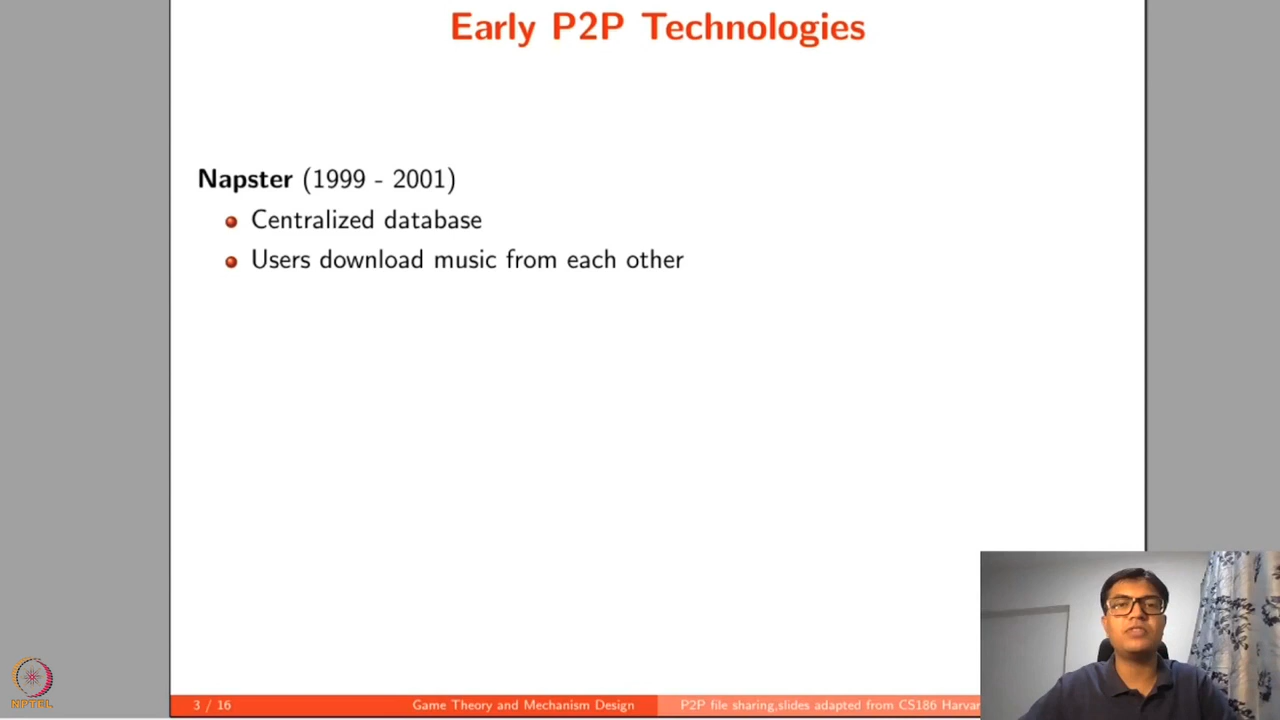 Early P2P Technologies
Napster (1999 - 2001)
Centralized database
Users download music from each other
NPTEL
3 / 16
Game Theory and Mechanism Design
P2P file sharing,slides adapted from CS186 Harvar